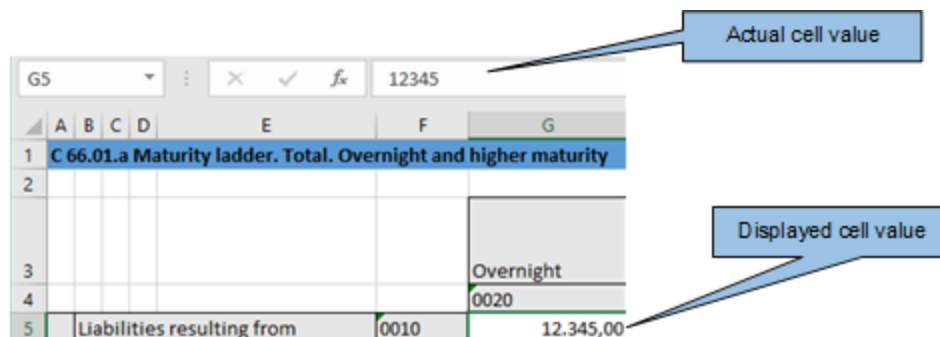 Actual cell value
G5 fx 12345
A B C D E F G
1 C 66.01.a Maturity ladder. Total. Overnight and higher maturity
2
Displayed cell value
3 Overnight
4 0020
5 Liabilities resulting from 0010 12.345,00